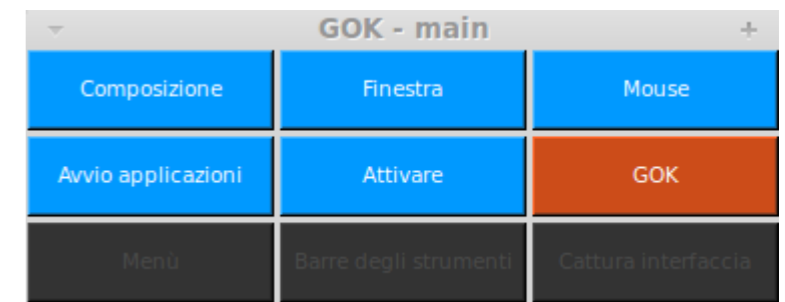 GOK - main
Composizione Finestra Mouse
Avvio applicazioni Attivare GOK
Menù Barre degli strumenti Cattura interfaccia